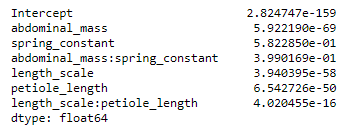 Intercept 2.824747e-159
abdominal_mass 5.922190e-69
spring_constant 5.822850e-01
abdominal_mass:spring_constant 3.990169e-01
length_scale 3.940395e-58
petiole_length 6.542726e-50
length_scale:petiole_length 4.020455e-16
dtype: float64